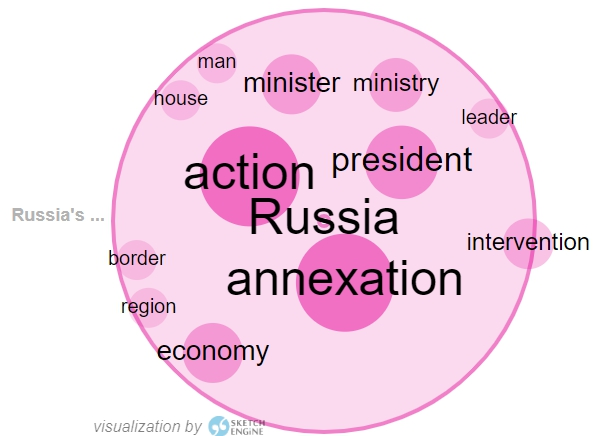 man
house
minister
ministry
leader
action
president
Russia's ...
Russia
intervention
border
annexation
region
economy
visualization by SKETCH
ENGINE